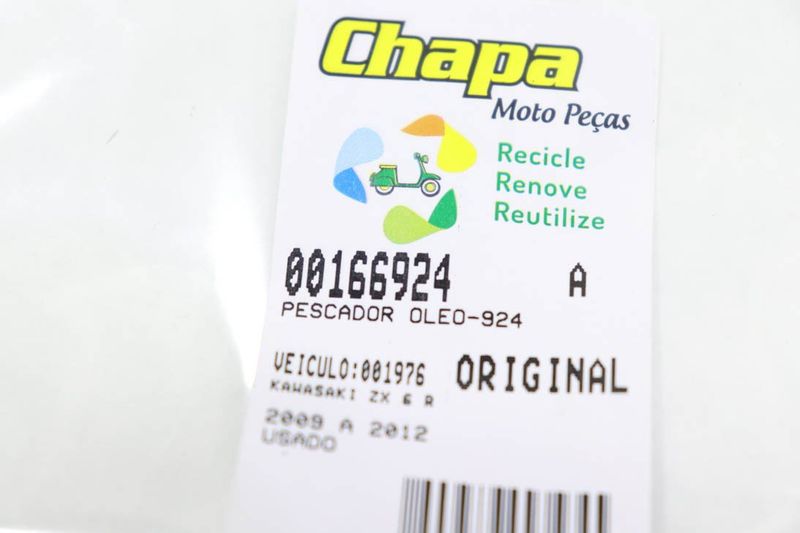 Chapa
Moto Peças
Recicle
Renove
Reutilize
00166924 A
PESCADOR OLEO-924
VEICULO:001976 ORIGINAL
KAWASAKI ZX 6 R
2009 A 2012
USADO